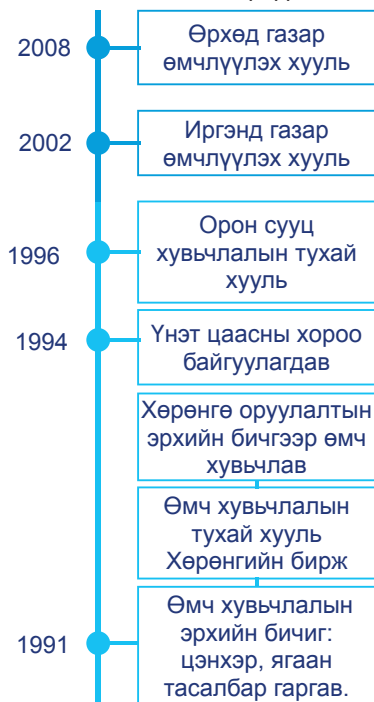 2008
Өрхөд газар
өмчлүүлэх хууль
2002
Иргэнд газар
өмчлүүлэх хууль
1996
Орон сууц
хувьчлалын тухай
хууль
1994
Үнэт цаасны хороо
байгуулагдав
Хөрөнгө оруулалтын
эрхийн бичгээр өмч
хувьчлав
Өмч хувьчлалын
тухай хууль
Хөрөнгийн бирж
1991
Өмч хувьчлалын
эрхийн бичиг:
цэнхэр, ягаан
тасалбар гаргав.